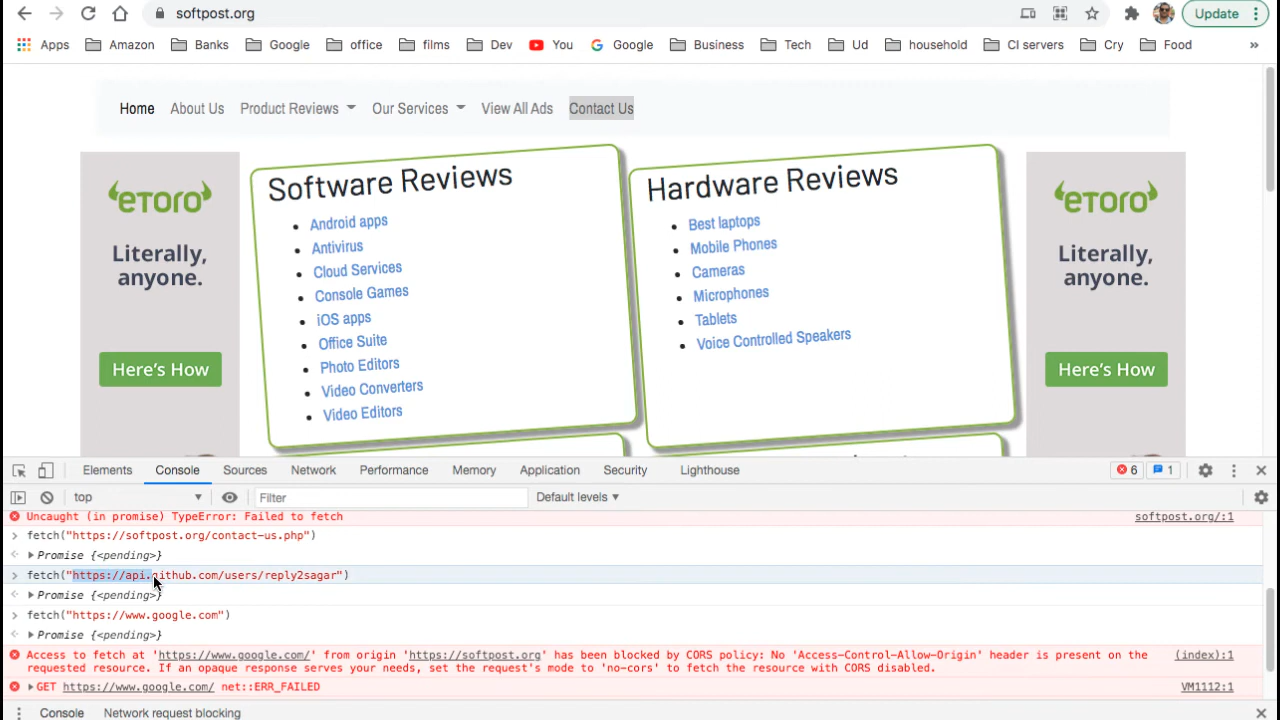 softpost.org Update
Apps Amazon Banks Google office films Dev You Google Business Tech Ud household CI servers Cry Food »
Home About Us Product Reviews Our Services View All Ads Contact Us
etoro
Literally,
anyone.
Here's How
Software Reviews
Android apps
Antivirus
Cloud Services
Console Games
iOS apps
Office Suite
Photo Editors
Video Converters
Video Editors
Hardware Reviews
Best laptops
Mobile Phones
Cameras
Microphones
Tablets
Voice Controlled Speakers
etoro
Literally,
anyone.
Here's How
Elements Console Sources Network Performance Memory Application Security Lighthouse 6 1
top Filter Default levels
Uncaught (in promise) TypeError: Failed to fetch softpost.org/:1
fetch("https://softpost.org/contact-us.php")
Promise {<pending>}
fetch("https://api.github.com/users/reply2sagar")
Promise {<pending>}
fetch("https://www.google.com")
Promise {<pending>}
Access to fetch at 'https://www.google.com/' from origin 'https://softpost.org' has been blocked by CORS policy: No 'Access-Control-Allow-Origin' header is present on the (index):1
requested resource. If an opaque response serves your needs, set the request's mode to 'no-cors' to fetch the resource with CORS disabled.
GET https://www.google.com/ net::ERR_FAILED VM1112:1
Console Network request blocking